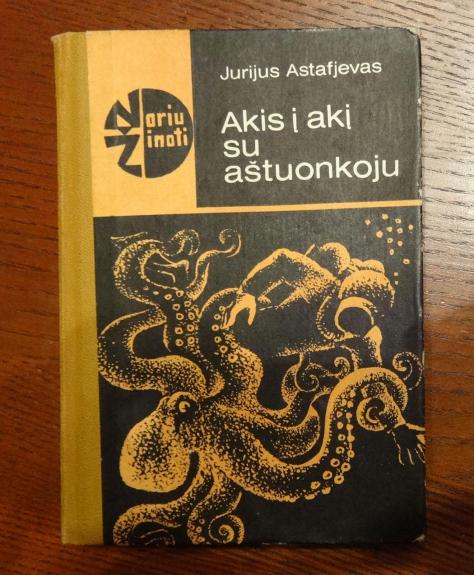 Noriu
Žinoti
Jurijus Astafjevas
Akis į akį
su
aštuonkoju